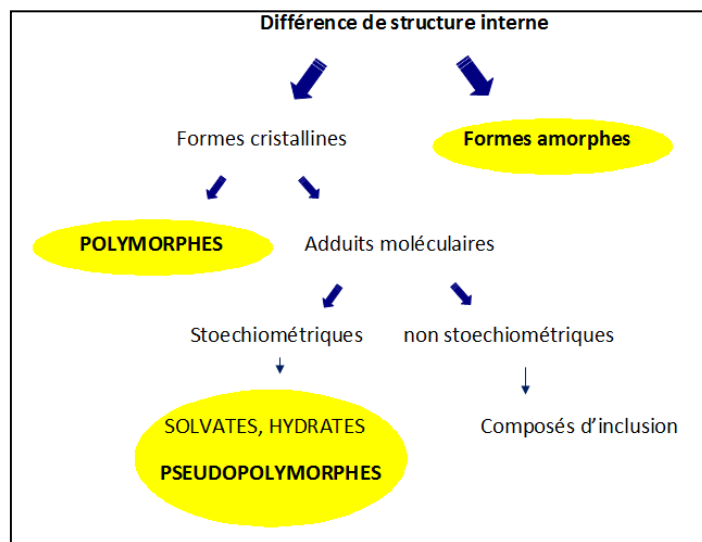 Différence de structure interne
Formes cristallines
Formes amorphes
POLYMORPHES
Adduits moléculaires
Stoechiométriques
non stoechiométriques
SOLVATES, HYDRATES
PSEUDOPOLYMORPHES
Composés d’inclusion